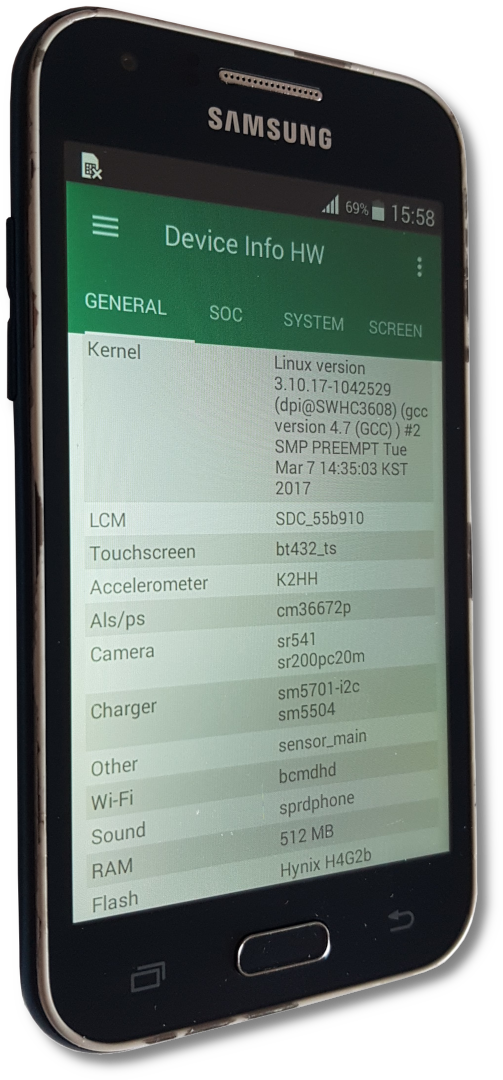 SAMSUNG
69% 15:58
Device Info HW
GENERAL SOC SYSTEM SCREEN
Kernel
Linux version
3.10.17-1042529
(dpi@SWHC3608) (gcc
version 4.7 (GCC) ) #2
SMP PREEMPT Tue
Mar 7 14:35:03 KST
2017
LCM SDC_55b910
Touchscreen bt432_ts
Accelerometer K2HH
Als/ps cm36672p
Camera sr541
sr200pc20m
Charger sm5701-i2c
sm5504
Other sensor_main
Wi-Fi bcmdhd
Sound sprdphone
RAM 512 MB
Flash Hynix H4G2b